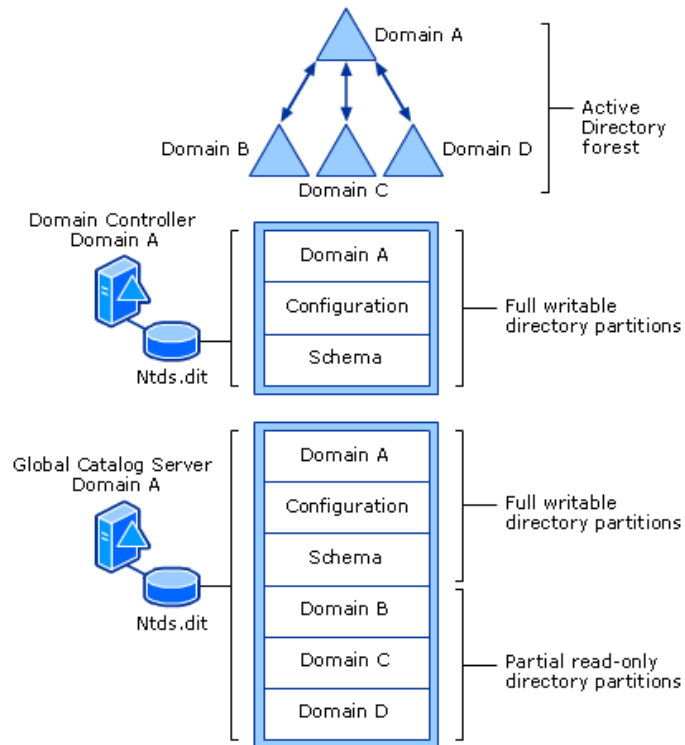 Domain A
Domain B
Domain D
Domain C
Active
Directory
forest
Domain Controller
Domain A
Ntds.dit
Domain A
Configuration
Schema
Full writable
directory partitions
Global Catalog Server
Domain A
Ntds.dit
Domain A
Configuration
Schema
Domain B
Domain C
Domain D
Full writable
directory partitions
Partial read-only
directory partitions